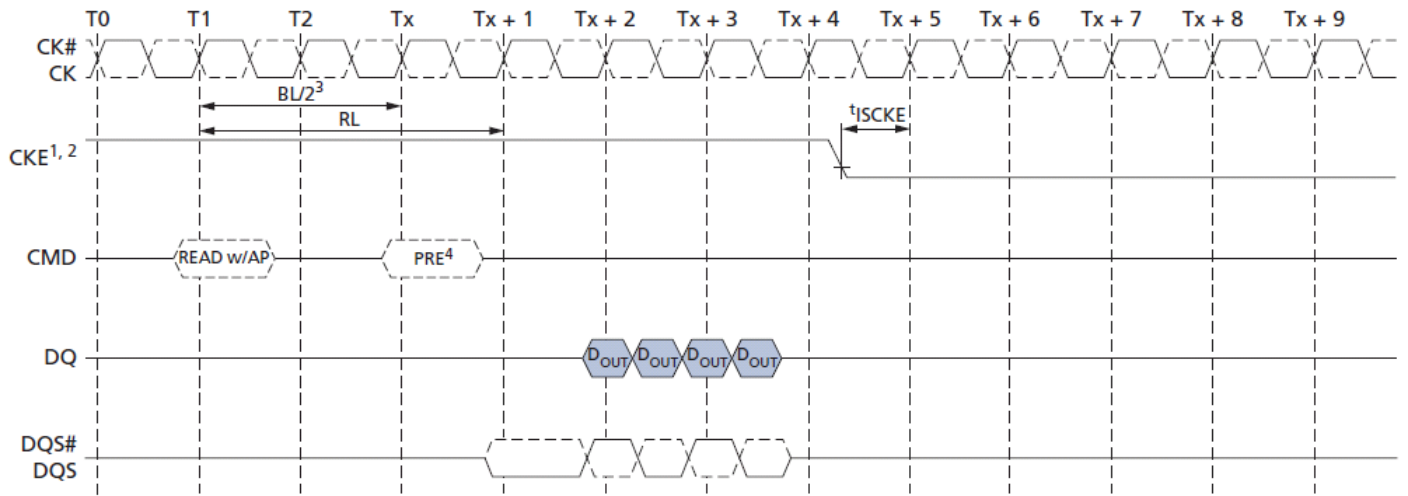 T0 T1 T2 Tx Tx + 1 Tx + 2 Tx + 3 Tx + 4 Tx + 5 Tx + 6 Tx + 7 Tx + 8 Tx + 9
CK#
CK
BL/2³
RL
tISCKE
CKE1, 2
CMD READ w/AP PRE⁴
DQ DOUT DOUT DOUT DOUT
DQS#
DQS